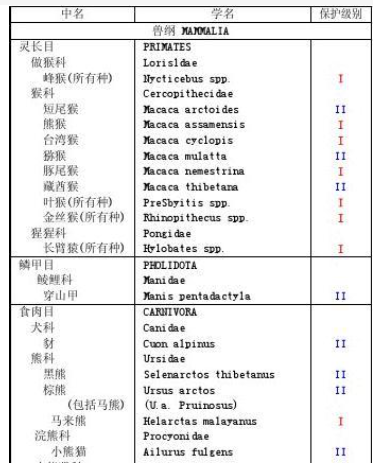 中名 学名 保护级别
兽纲 MAMMALIA
灵长目 PRIMATES
懒猴科 Lorisldae
蜂猴(所有种) Nycticebus spp. I
猴科 Cercopithecidae
短尾猴 Macaca arctoides II
熊猴 Macaca assamensis I
台湾猴 Macaca cyclopis I
猕猴 Macaca mulatta II
豚尾猴 Macaca nemestrina I
藏酋猴 Macaca thibetana II
叶猴(所有种) PreSbyitis spp. I
金丝猴(所有种) Rhinopithecus spp. I
猩猩科 Pongidae
长臂猿(所有种) Hylobates spp. I
鳞甲目 PHOLIDOTA
鲮鲤科 Manidae
穿山甲 Manis pentadactyla II
食肉目 CARNIVORA
犬科 Canidae
豺 Cuon alpinus II
熊科 Ursidae
黑熊 Selenarctos thibetanus II
棕熊 Ursus arctos II
(包括马熊) (U.a. Pruinosus)
马来熊 Helarctas malayanus I
浣熊科 Procyonidae
小熊猫 Ailurus fulgens II